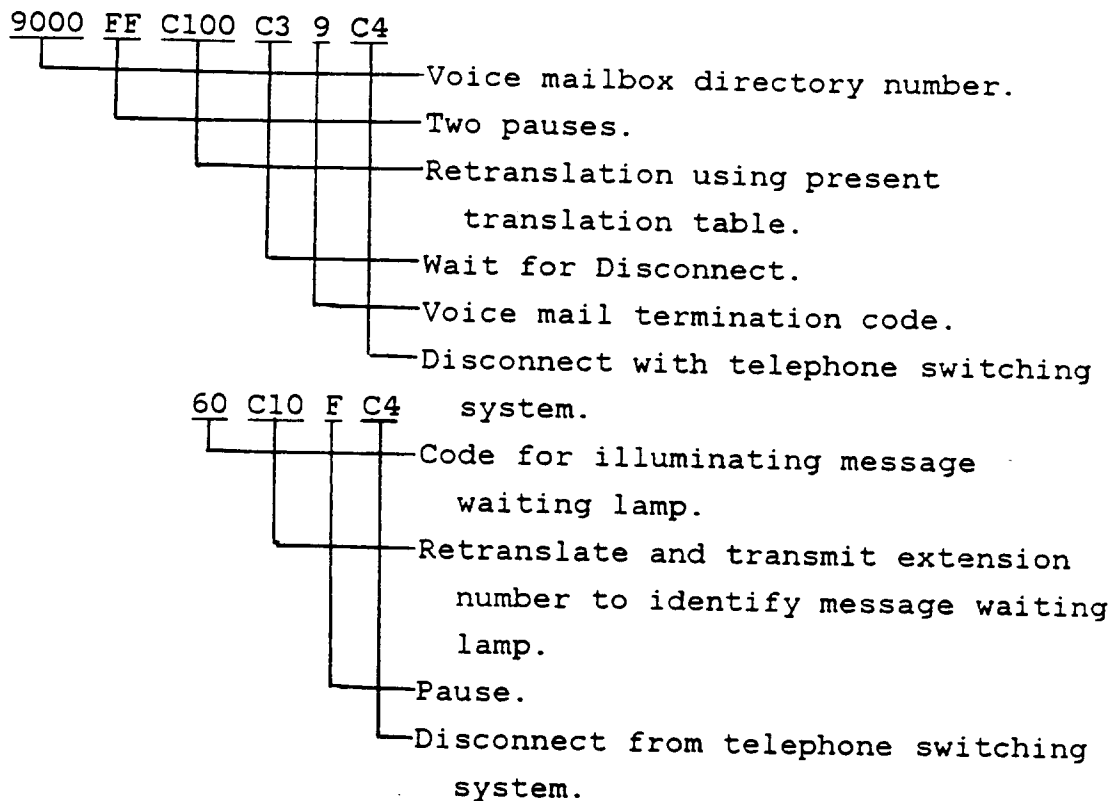 9000 FF C100 C3 9 C4
Voice mailbox directory number.
Two pauses.
Retranslation using present
translation table.
Wait for Disconnect.
Voice mail termination code.
Disconnect with telephone switching
system.
60 C10 F C4
Code for illuminating message
waiting lamp.
Retranslate and transmit extension
number to identify message waiting
lamp.
Pause.
Disconnect from telephone switching
system.